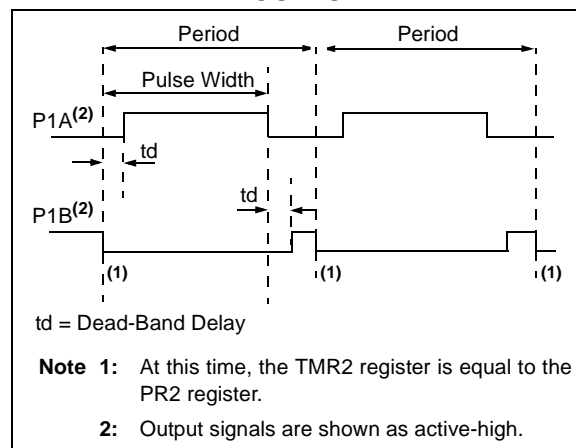 Period Period
Pulse Width
P1A(2)
td
td
P1B(2)
(1) (1) (1)
td = Dead-Band Delay
Note 1: At this time, the TMR2 register is equal to the
PR2 register.
2: Output signals are shown as active-high.